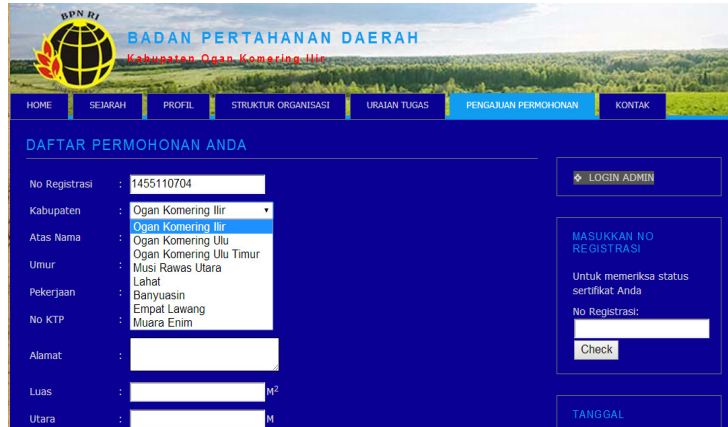 BPN RI
BADAN PERTAHANAN DAERAH
Kabupaten Ogan Komering Ilir
HOME
SEJARAH
PROFIL
STRUKTUR ORGANISASI
URAIAN TUGAS
PENGAJUAN PERMOHONAN
KONTAK
DAFTAR PERMOHONAN ANDA
No Registrasi : 1455110704
Kabupaten : Ogan Komering Ilir
Ogan Komering Ilir
Atas Nama : Ogan Komering Ulu
Ogan Komering Ulu Timur
Umur : Musi Rawas Utara
Lahat
Pekerjaan : Banyuasin
Empat Lawang
No KTP : Muara Enim
Alamat :
Luas : M²
Utara : M
❖ LOGIN ADMIN
MASUKKAN NO
REGISTRASI
Untuk memeriksa status
sertifikat Anda
No Registrasi:
Check
TANGGAL